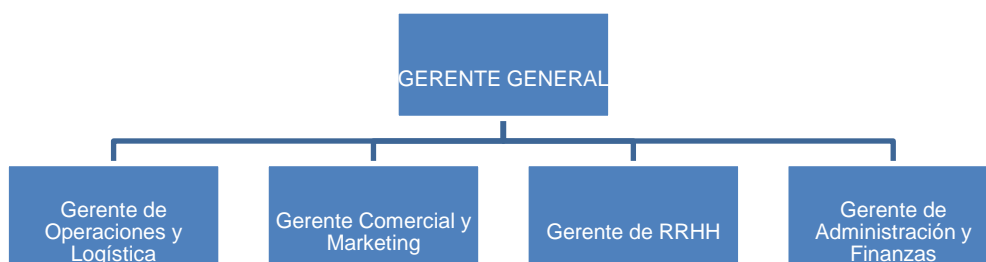 GERENTE GENERAL
Gerente de
Operaciones y
Logística
Gerente Comercial y
Marketing
Gerente de RRHH
Gerente de
Administración y
Finanzas